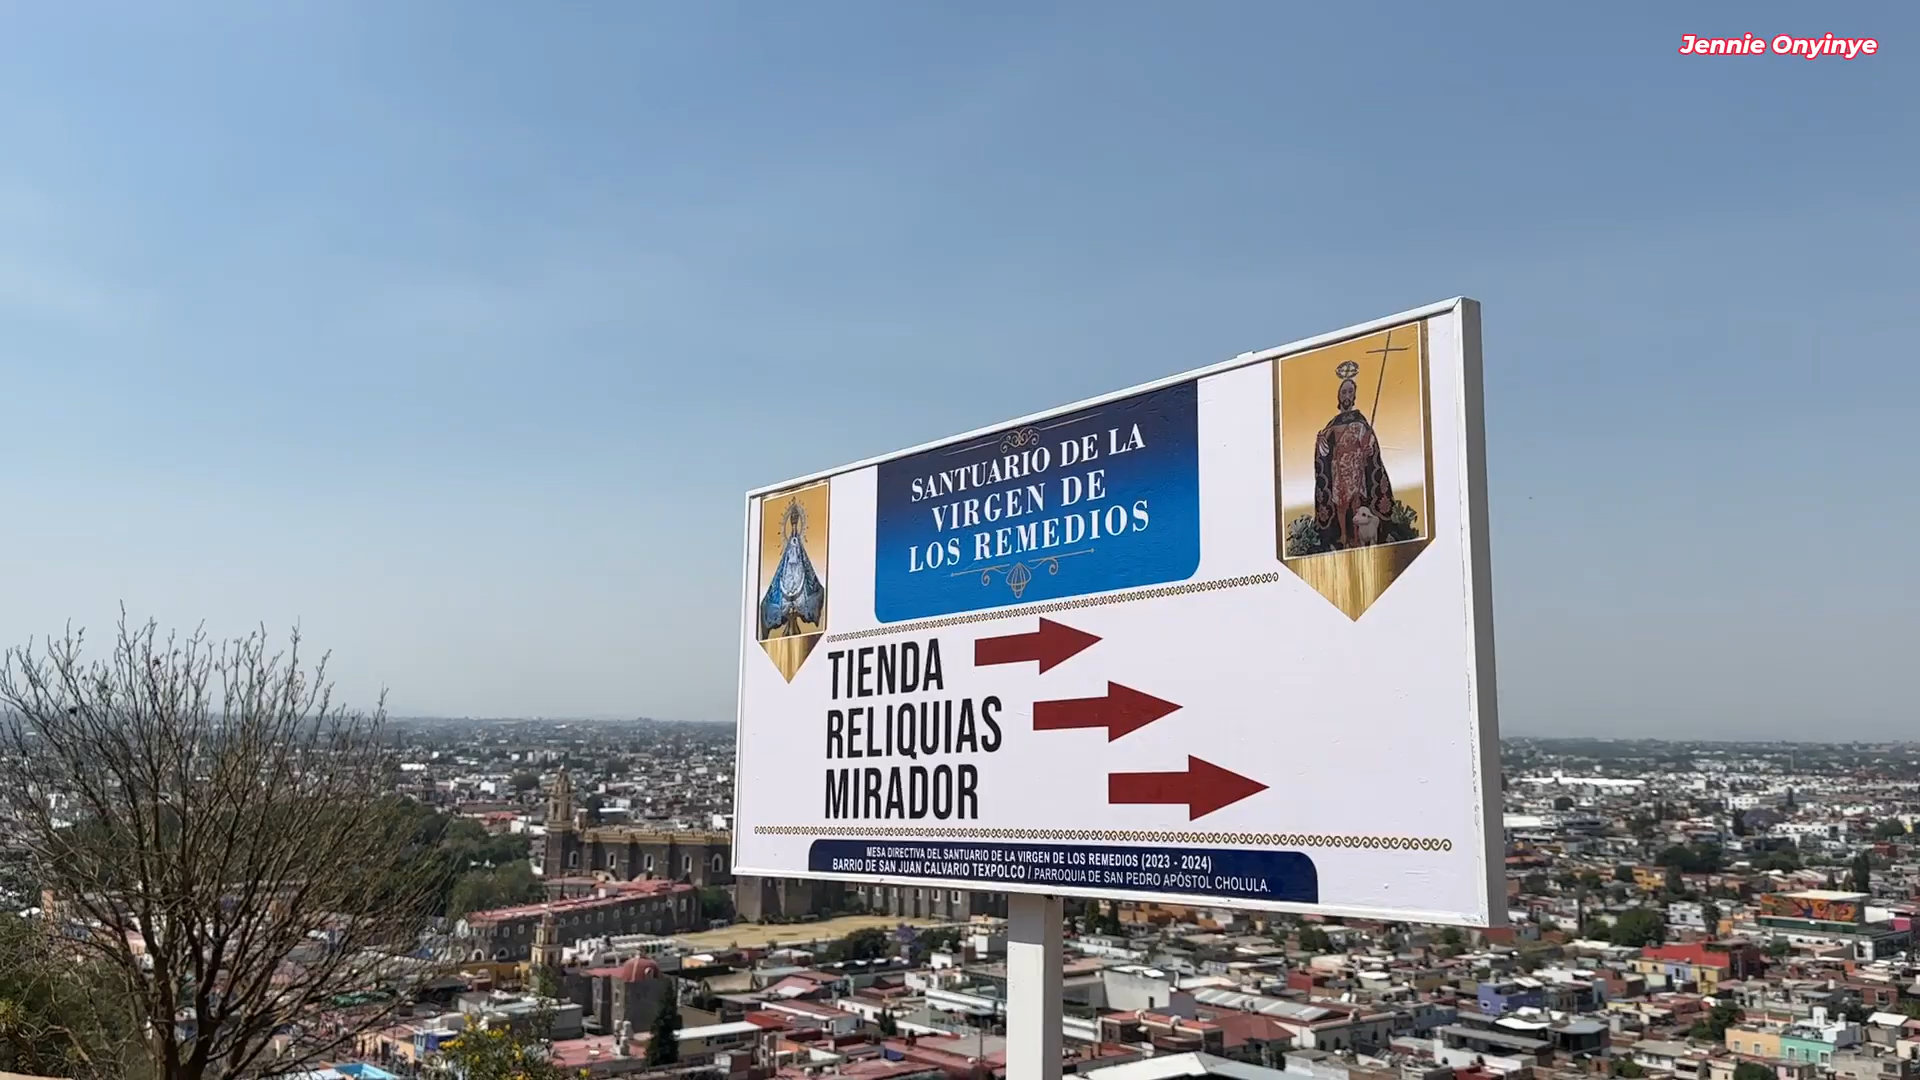 Jennie Onyinye
SANTUARIO DE LA
VIRGEN DE
LOS REMEDIOS
TIENDA
RELIQUIAS
MIRADOR
MESA DIRECTIVA DEL SANTUARIO DE LA VIRGEN DE LOS REMEDIOS (2023 - 2024)
BARRIO DE SAN JUAN CALVARIO TEXPOLCO / PARROQUIA DE SAN PEDRO APÓSTOL CHOLULA.